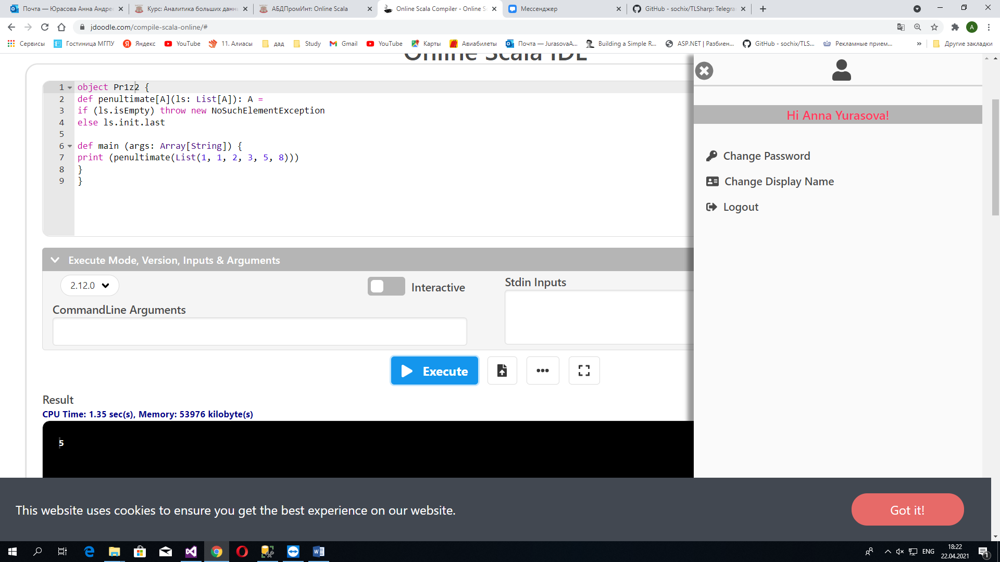 Почта — Юрасова Анна Андрее
Курс: Аналитика больших данн
АБДПромИнт: Online Scala
Online Scala Compiler - Online S
Мессенджер
GitHub - sochix/TLSharp: Telegra
jdoodle.com/compile-scala-online/#
A
Сервисы
Гостиница МГПУ
Яндекс
YouTube
11. Алиасы
дад
Study
Gmail
YouTube
Карты
Авиабилеты
Почта — JurasovaA...
Building a Simple R...
ASP.NET | Разбиен...
GitHub - sochix/TLS...
Рекламные прием...
»
Другие закладки
Online Scala IDE
1 object Pr1z2 {
2 def penultimate[A](ls: List[A]): A =
3 if (ls.isEmpty) throw new NoSuchElementException
4 else ls.init.last
5
6 def main (args: Array[String]) {
7 print (penultimate(List(1, 1, 2, 3, 5, 8)))
8 }
9 }
Hi Anna Yurasova!
Change Password
Change Display Name
Logout
Execute Mode, Version, Inputs & Arguments
2.12.0
Interactive
Stdin Inputs
CommandLine Arguments
Execute
Result
CPU Time: 1.35 sec(s), Memory: 53976 kilobyte(s)
5
This website uses cookies to ensure you get the best experience on our website.
Got it!
ENG
18:22
22.04.2021
1